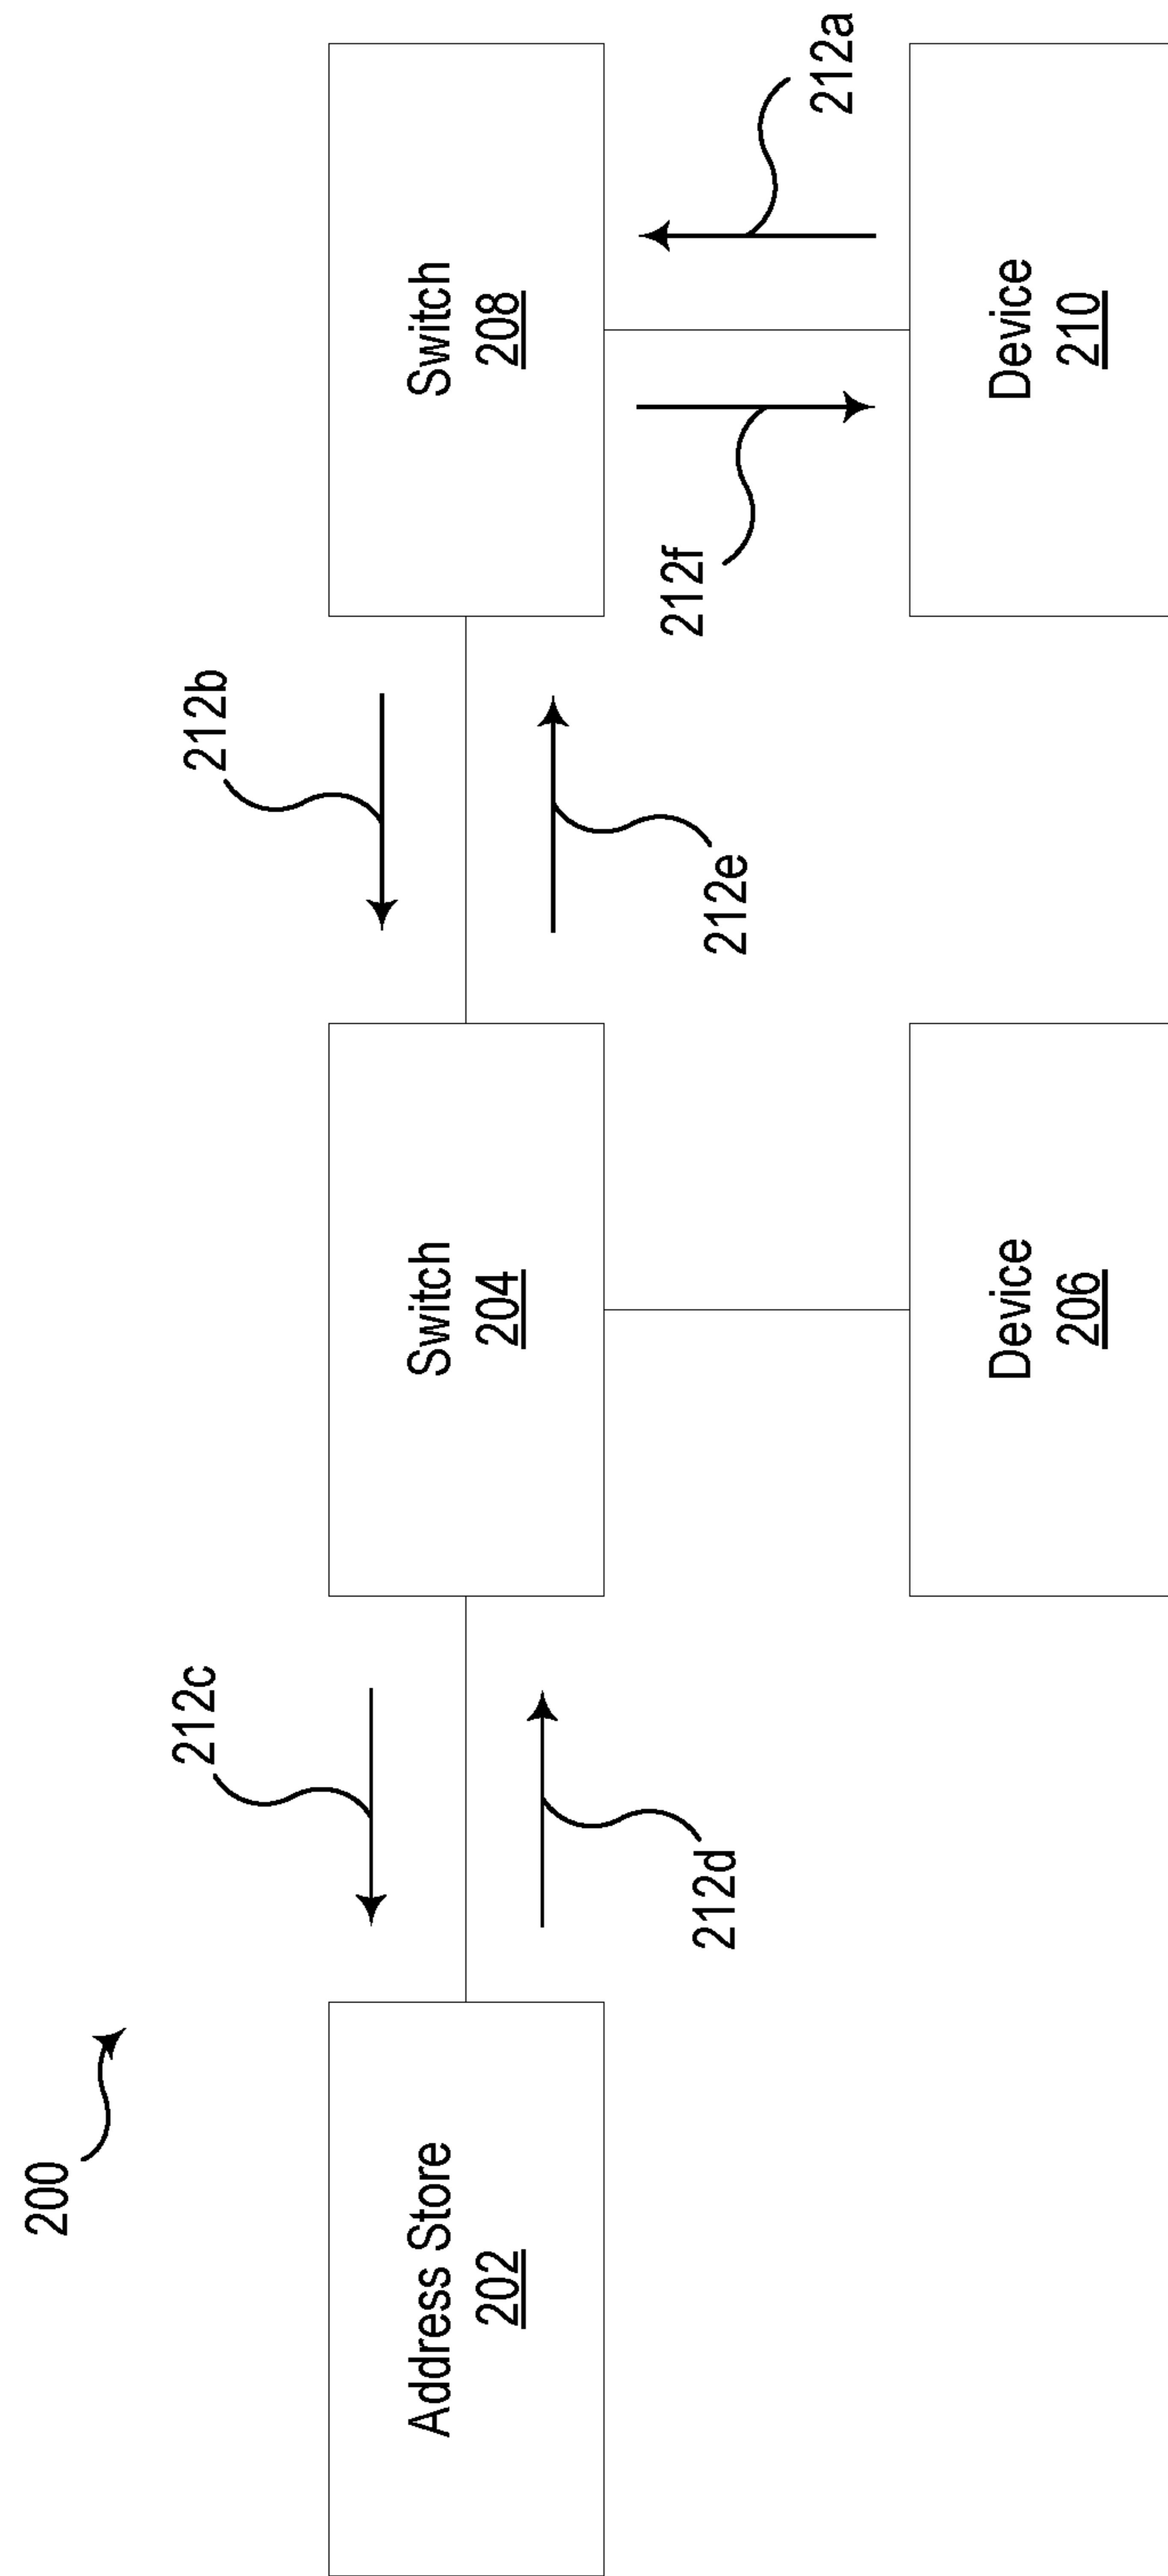 200
212c
212b
Address Store
202
Switch
204
Switch
208
212d
212e
212f
212a
Device
206
Device
210